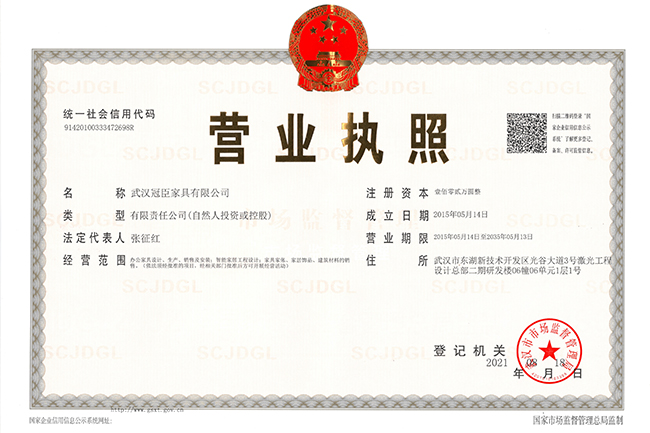 统一社会信用代码
91420100333472698R
营业执照
扫描二维码登录“国
家企业信用信息公示
系统”了解更多登记、
备案、许可监管信息。
名 称 武汉冠臣家具有限公司
类 型 有限责任公司(自然人投资或控股)
法定代表人 张征红
经营范围 办公家具设计、生产、销售及安装；智能家居工程设计；家具家装、家居饰品、建筑材料的销售。(依法须经批准的项目，经相关部门批准后方可开展经营活动)
注册资本 壹佰零贰万圆整
成立日期 2015年05月14日
营业期限 2015年05月14日至2035年05月13日
住 所 武汉市东湖新技术开发区光谷大道3号激光工程
设计总部二期研发楼06幢06单元1层1号
登记机关
武汉市市场监督管理局
2021 年 03 月 18 日
http://www.gsxt.gov.cn
国家企业信用信息公示系统网址:
国家市场监督管理总局监制
SCJDGL
市场监督管理